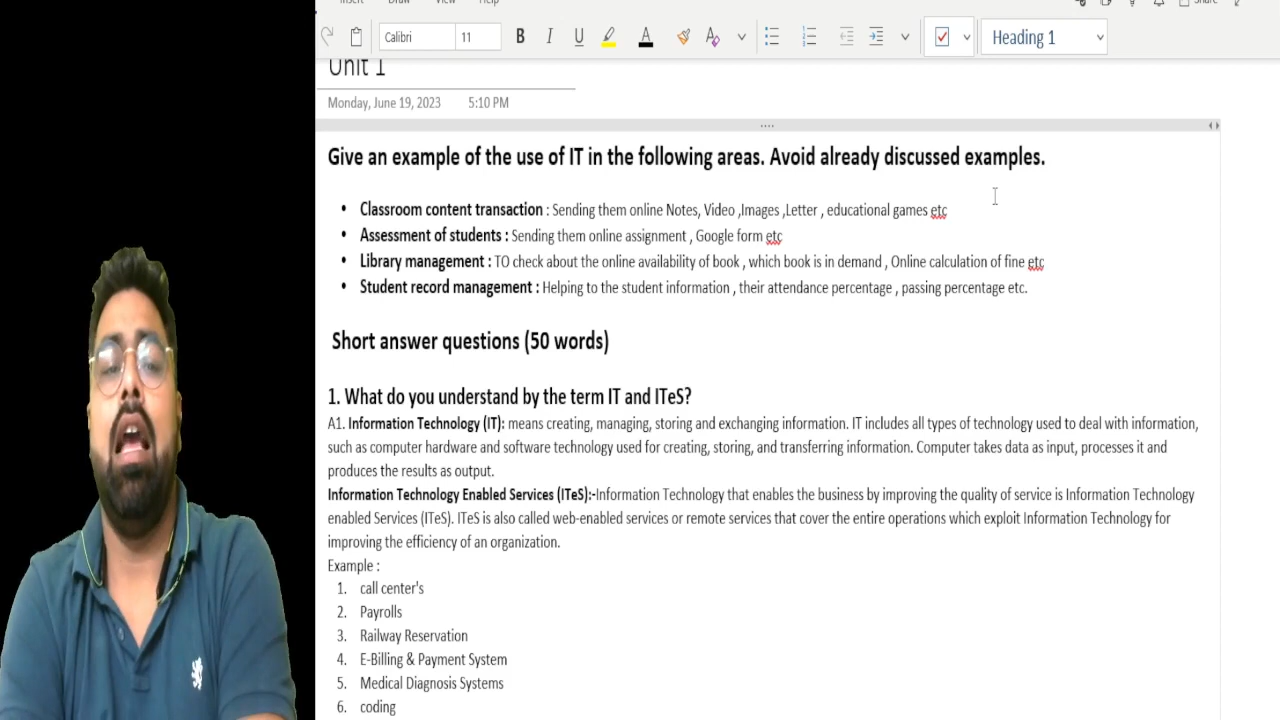 Insert Draw View Help Share
Calibri 11 B I U A A Heading 1
Unit 1
Monday, June 19, 2023 5:10 PM
Give an example of the use of IT in the following areas. Avoid already discussed examples.
• Classroom content transaction : Sending them online Notes, Video ,Images ,Letter , educational games etc
• Assessment of students : Sending them online assignment , Google form etc
• Library management : TO check about the online availability of book , which book is in demand , Online calculation of fine etc
• Student record management : Helping to the student information , their attendance percentage , passing percentage etc.
Short answer questions (50 words)
1. What do you understand by the term IT and ITeS?
A1. Information Technology (IT): means creating, managing, storing and exchanging information. IT includes all types of technology used to deal with information,
such as computer hardware and software technology used for creating, storing, and transferring information. Computer takes data as input, processes it and
produces the results as output.
Information Technology Enabled Services (ITeS):-Information Technology that enables the business by improving the quality of service is Information Technology
enabled Services (ITeS). ITeS is also called web-enabled services or remote services that cover the entire operations which exploit Information Technology for
improving the efficiency of an organization.
Example :
1. call center's
2. Payrolls
3. Railway Reservation
4. E-Billing & Payment System
5. Medical Diagnosis Systems
6. coding